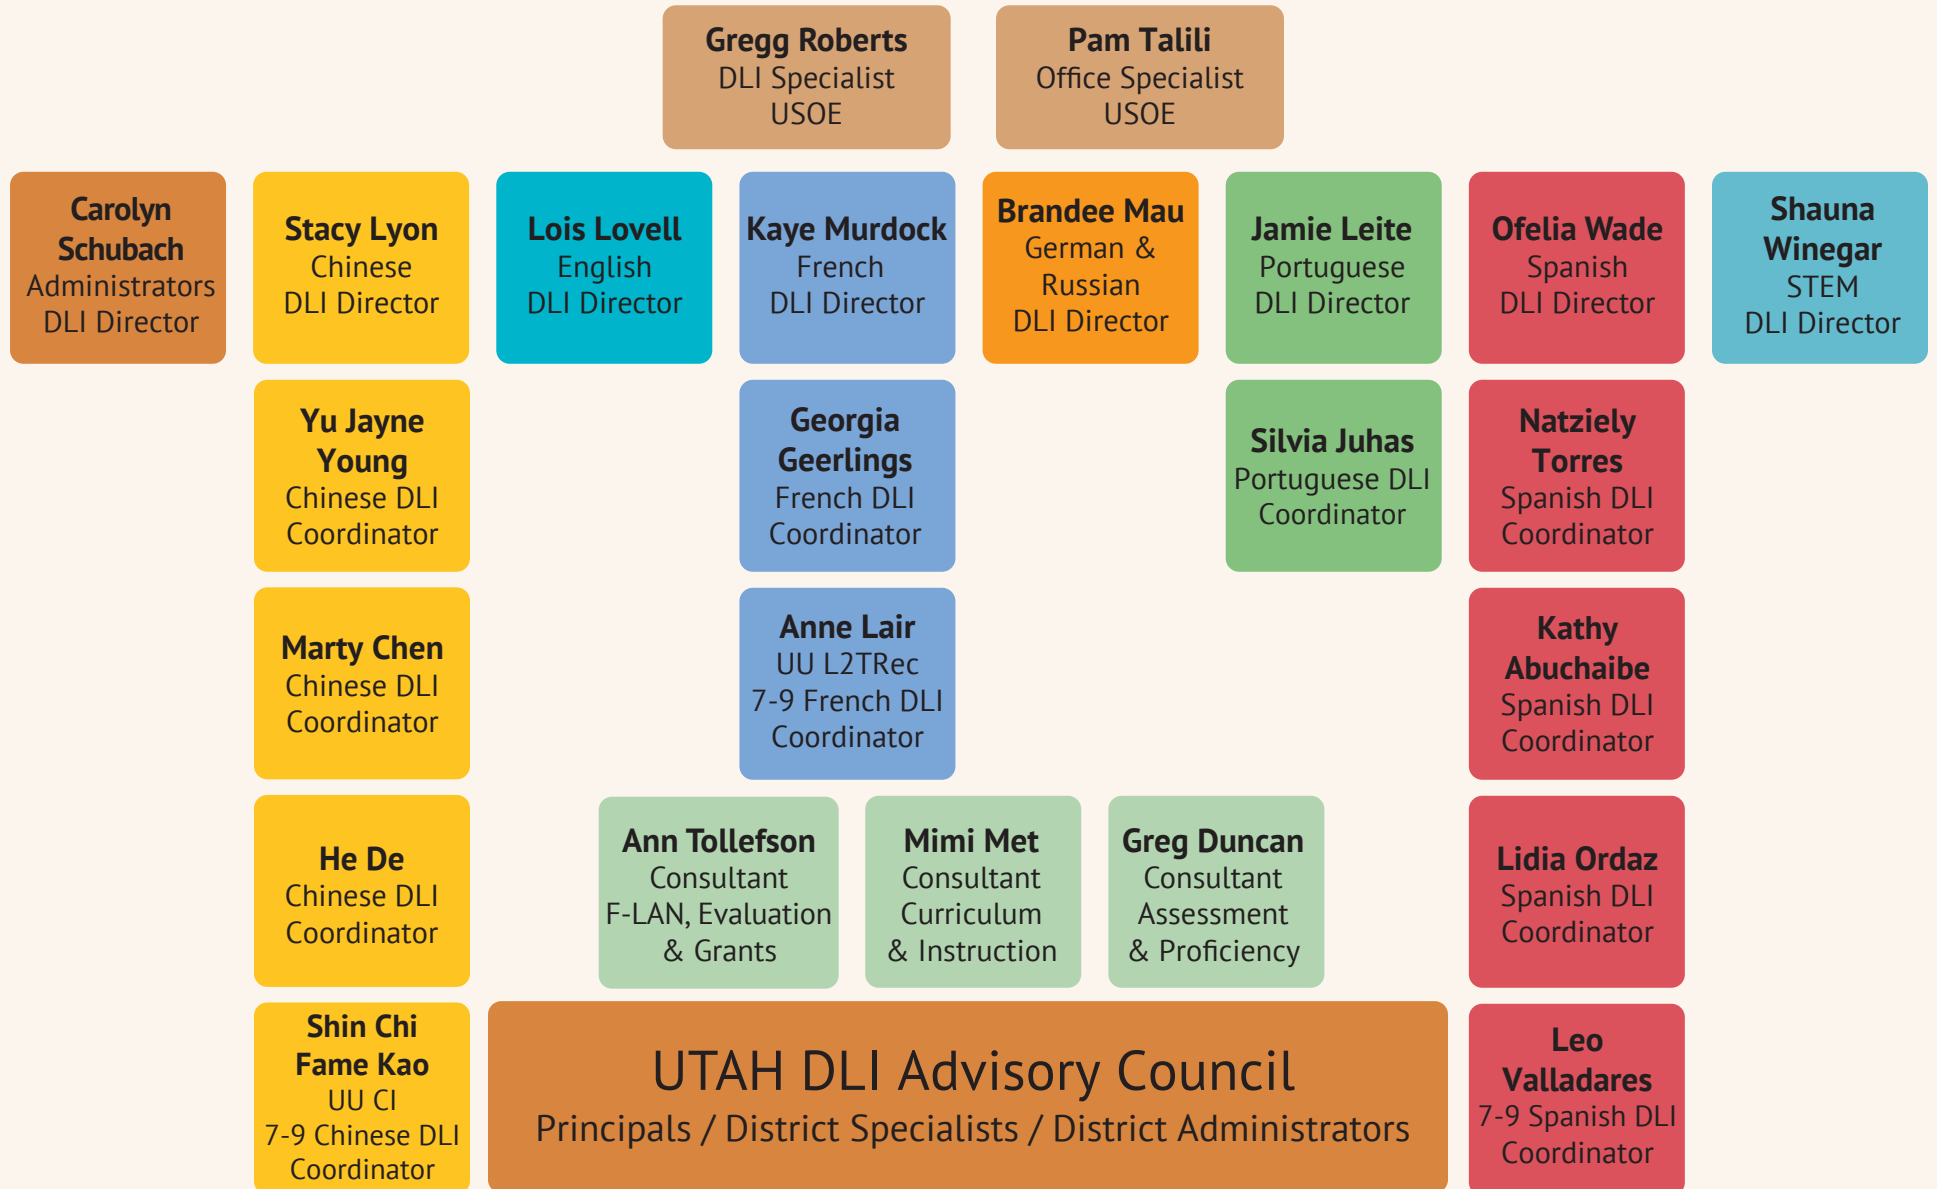 Gregg Roberts
DLI Specialist
USOE
Pam Talili
Office Specialist
USOE
Carolyn
Schubach
Administrators
DLI Director
Stacy Lyon
Chinese
DLI Director
Lois Lovell
English
DLI Director
Kaye Murdock
French
DLI Director
Brandee Mau
German &
Russian
DLI Director
Jamie Leite
Portuguese
DLI Director
Ofelia Wade
Spanish
DLI Director
Shauna
Winegar
STEM
DLI Director
Yu Jayne
Young
Chinese DLI
Coordinator
Georgia
Geerlings
French DLI
Coordinator
Silvia Juhas
Portuguese DLI
Coordinator
Natziely
Torres
Spanish DLI
Coordinator
Marty Chen
Chinese DLI
Coordinator
Anne Lair
UU L2TRec
7-9 French DLI
Coordinator
Kathy
Abuchaibe
Spanish DLI
Coordinator
He De
Chinese DLI
Coordinator
Ann Tollefson
Consultant
F-LAN, Evaluation
& Grants
Mimi Met
Consultant
Curriculum
& Instruction
Greg Duncan
Consultant
Assessment
& Proficiency
Lidia Ordaz
Spanish DLI
Coordinator
Shin Chi
Fame Kao
UU CI
7-9 Chinese DLI
Coordinator
UTAH DLI Advisory Council
Principals / District Specialists / District Administrators
Leo
Valladares
7-9 Spanish DLI
Coordinator